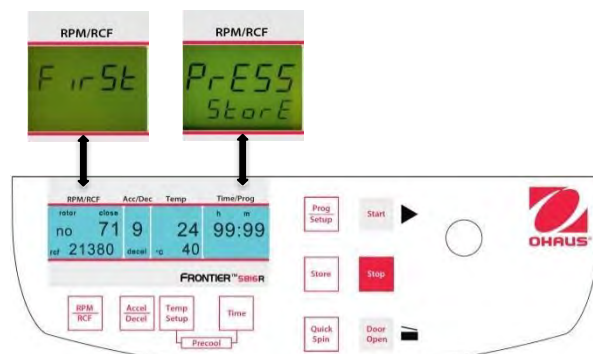 RPM/RCF
FirSt
RPM/RCF
PrESS
StorE
RPM/RCF Acc/Dec Temp Time/Prog
rotor close h m
no 71 9 24 99:99
rcf 21380 decel °C 40
FRONTIER™ 5816R
RPM
RCF
Accel
Decel
Temp
Setup
Time
Precool
Prog
Setup
Start
Store
Stop
Quick
Spin
Door
Open
OHAUS®